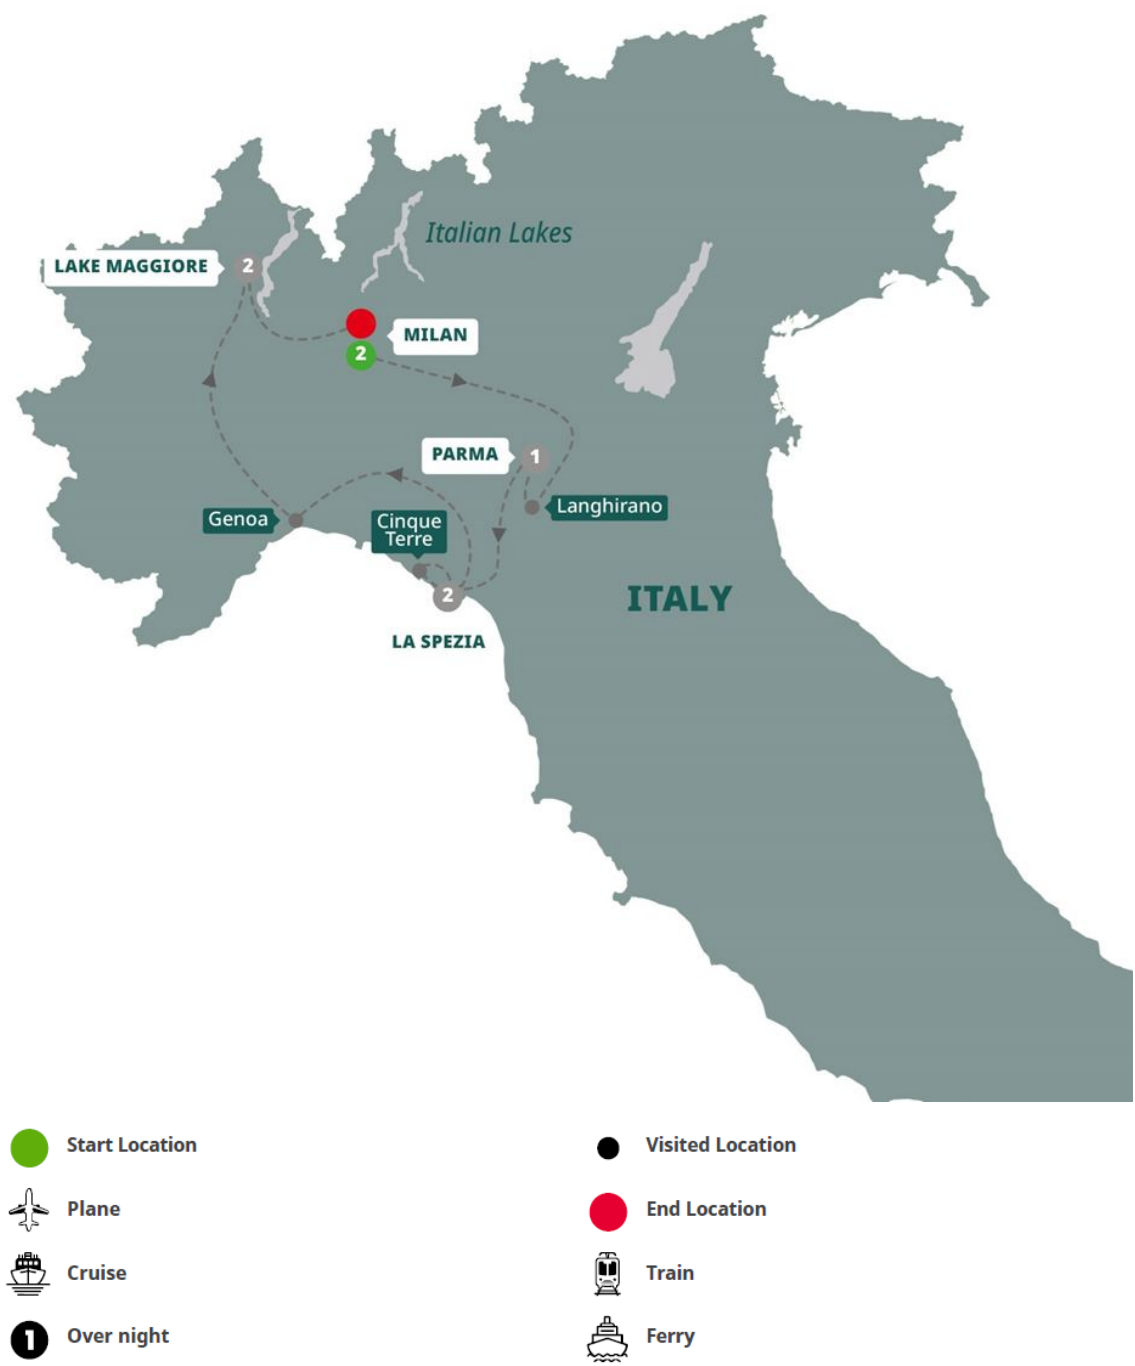 Italian Lakes
LAKE MAGGIORE
2
MILAN
2
PARMA
1
Langhirano
Genoa
Cinque
Terre
2
LA SPEZIA
ITALY
Start Location
Visited Location
Plane
End Location
Cruise
Train
1
Over night
Ferry